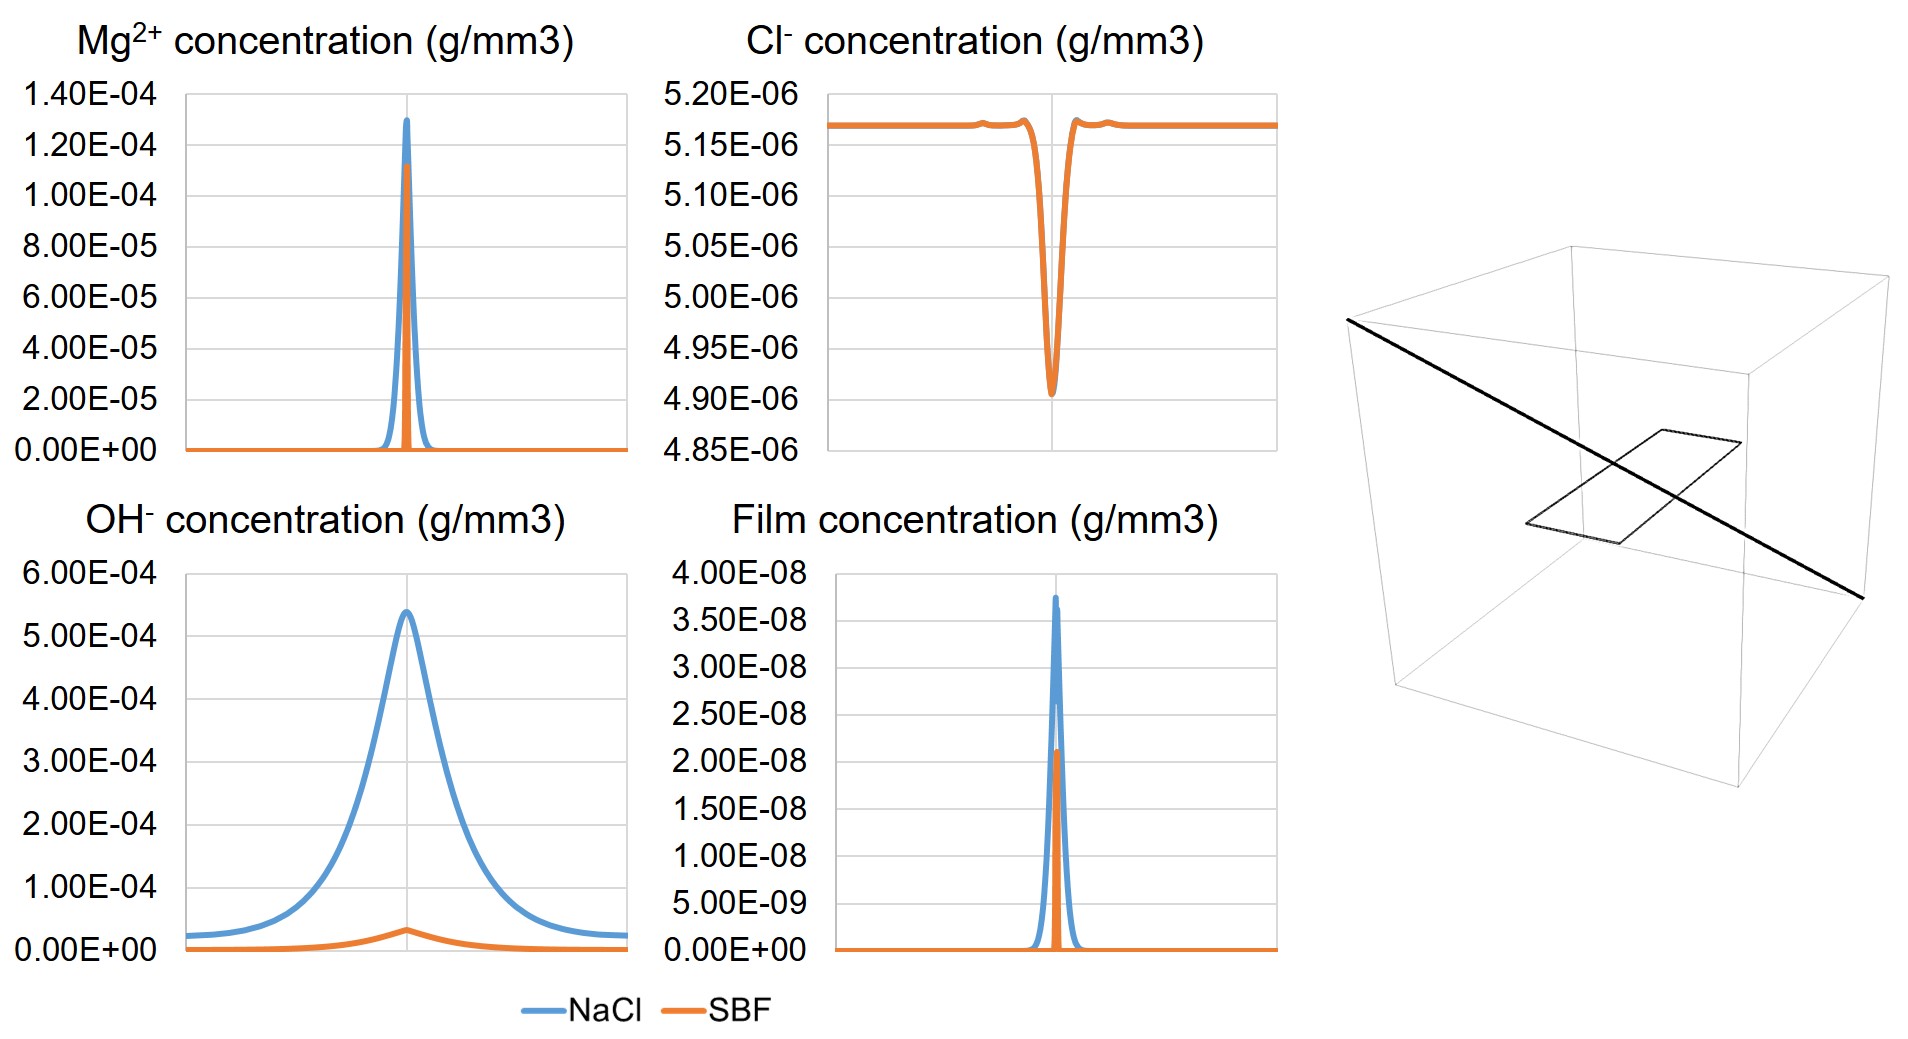 Mg2+ concentration (g/mm3)
1.40E-04
1.20E-04
1.00E-04
8.00E-05
6.00E-05
4.00E-05
2.00E-05
0.00E+00
Cl- concentration (g/mm3)
5.20E-06
5.15E-06
5.10E-06
5.05E-06
5.00E-06
4.95E-06
4.90E-06
4.85E-06
OH- concentration (g/mm3)
6.00E-04
5.00E-04
4.00E-04
3.00E-04
2.00E-04
1.00E-04
0.00E+00
Film concentration (g/mm3)
4.00E-08
3.50E-08
3.00E-08
2.50E-08
2.00E-08
1.50E-08
1.00E-08
5.00E-09
0.00E+00
NaCl
SBF